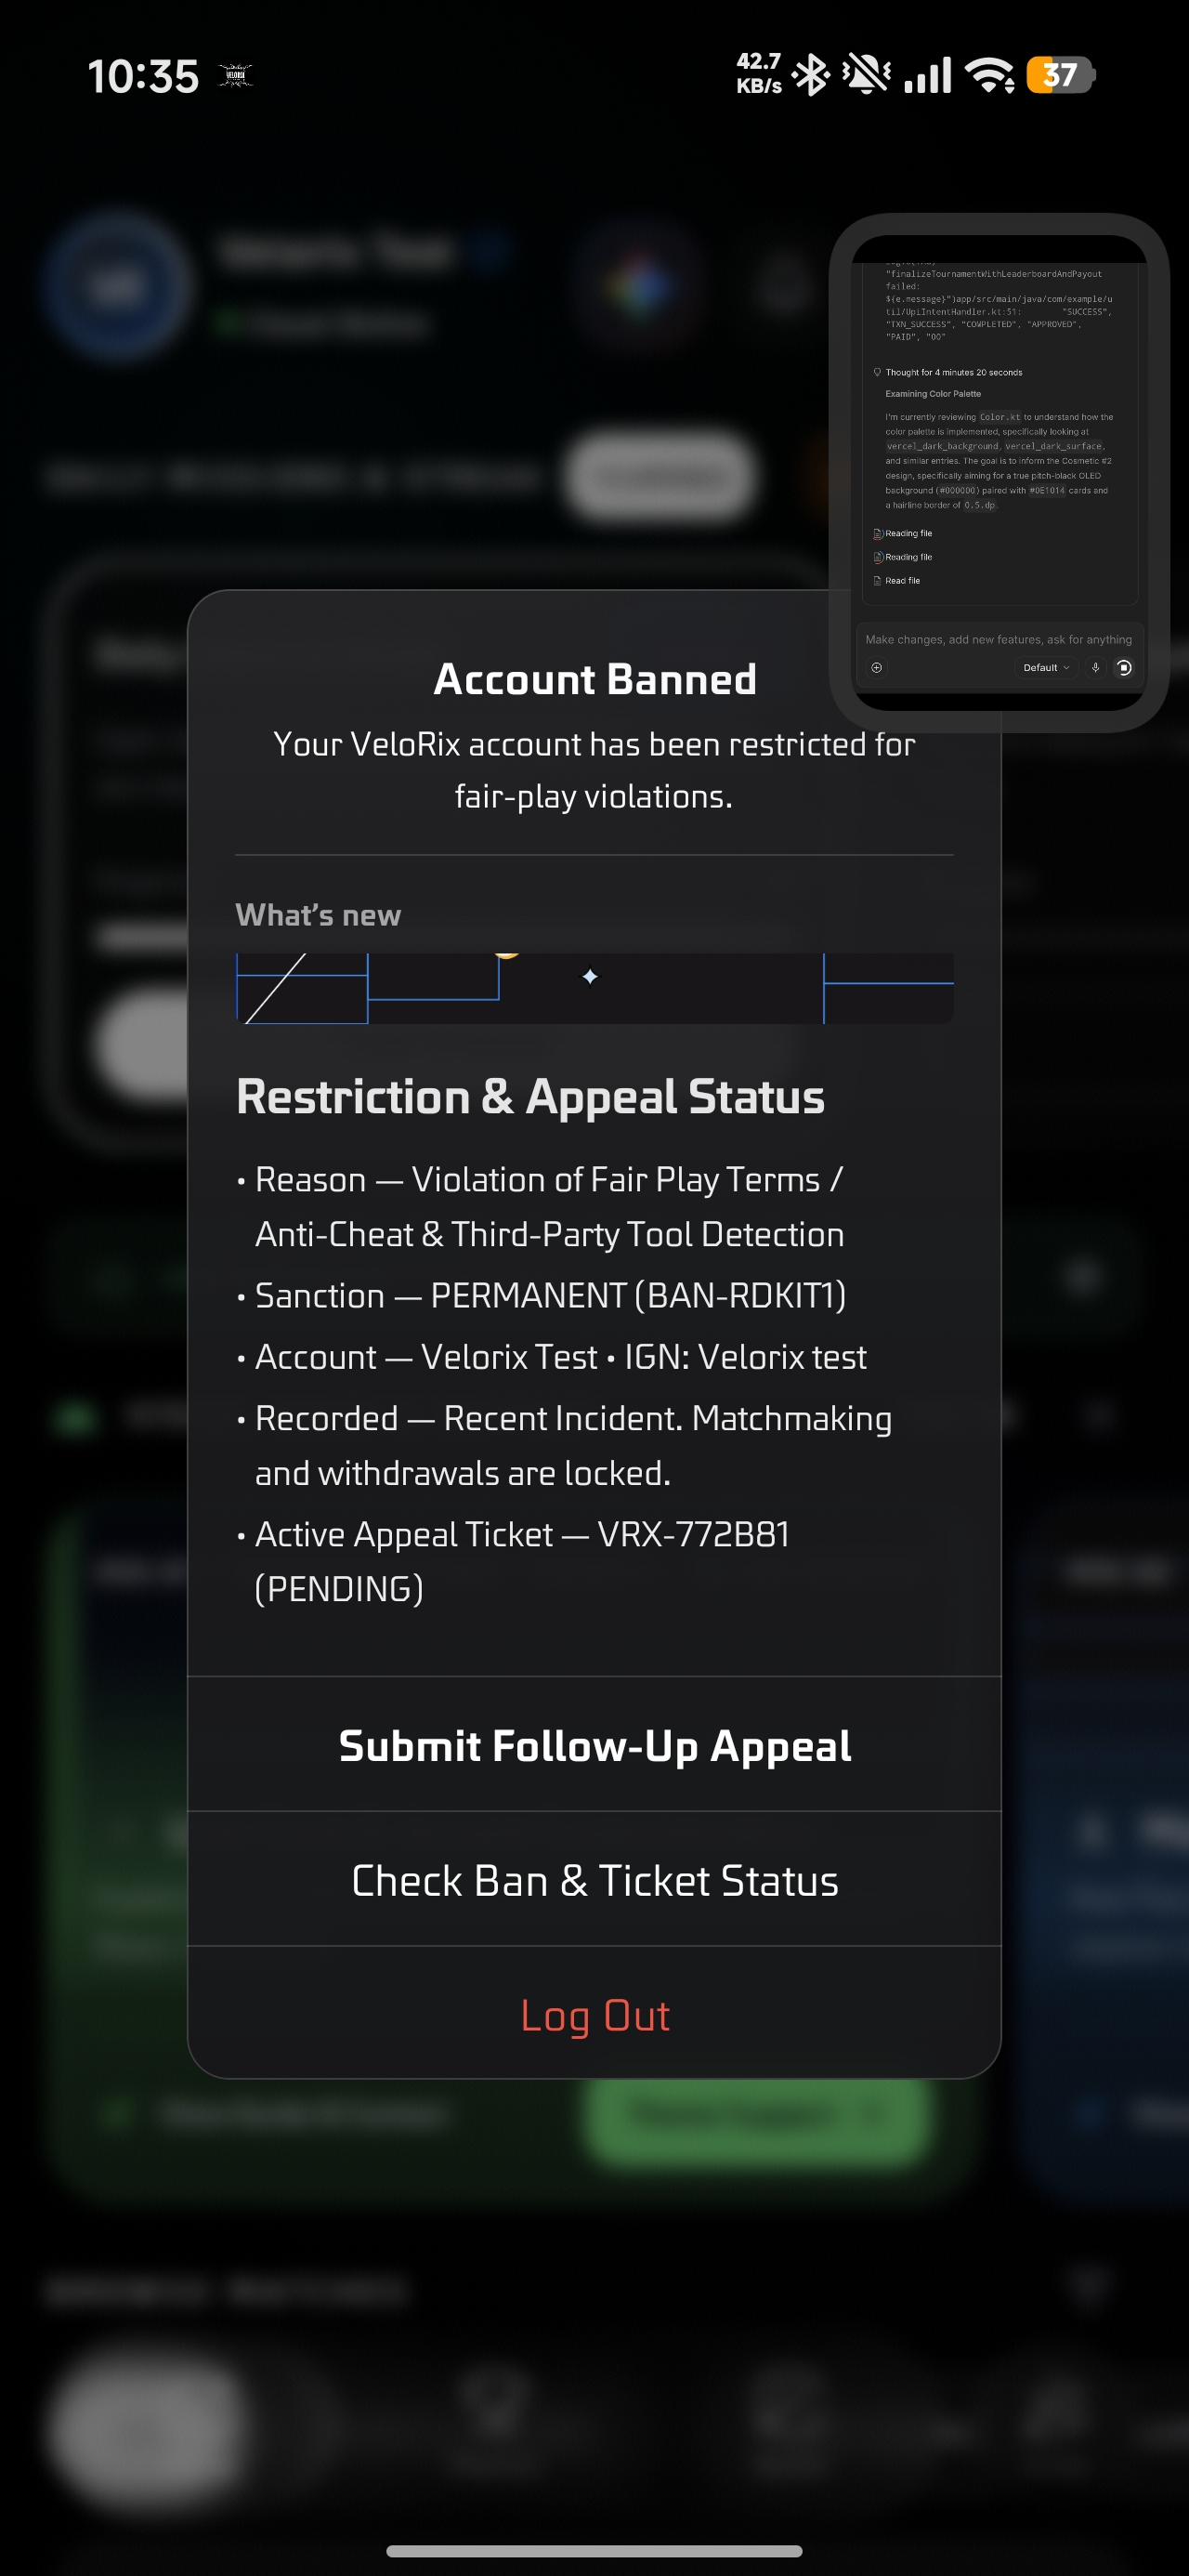 10:35
42.7
KB/s
37
"finalizeTournamentWithLeaderboardAndPayout
failed:
${e.message}")app/src/main/java/com/example/u
til/UpiIntentHandler.kt:51: "SUCCESS",
"TXN_SUCCESS", "COMPLETED", "APPROVED",
"PAID", "00"
Thought for 4 minutes 20 seconds
Examining Color Palette
I'm currently reviewing Color.kt to understand how the
color palette is implemented, specifically looking at
vercel_dark_background, vercel_dark_surface,
and similar entries. The goal is to inform the Cosmetic #2
design, specifically aiming for a true pitch-black OLED
background (#000000) paired with #0E1014 cards and
a hairline border of 0.5.dp.
Reading file
Reading file
Read file
Make changes, add new features, ask for anything
Default
Account Banned
Your VeloRix account has been restricted for
fair-play violations.
What's new
Restriction & Appeal Status
• Reason — Violation of Fair Play Terms /
Anti-Cheat & Third-Party Tool Detection
• Sanction — PERMANENT (BAN-RDKIT1)
• Account — Velorix Test • IGN: Velorix test
• Recorded — Recent Incident. Matchmaking
and withdrawals are locked.
• Active Appeal Ticket — VRX-772B81
(PENDING)
Submit Follow-Up Appeal
Check Ban & Ticket Status
Log Out